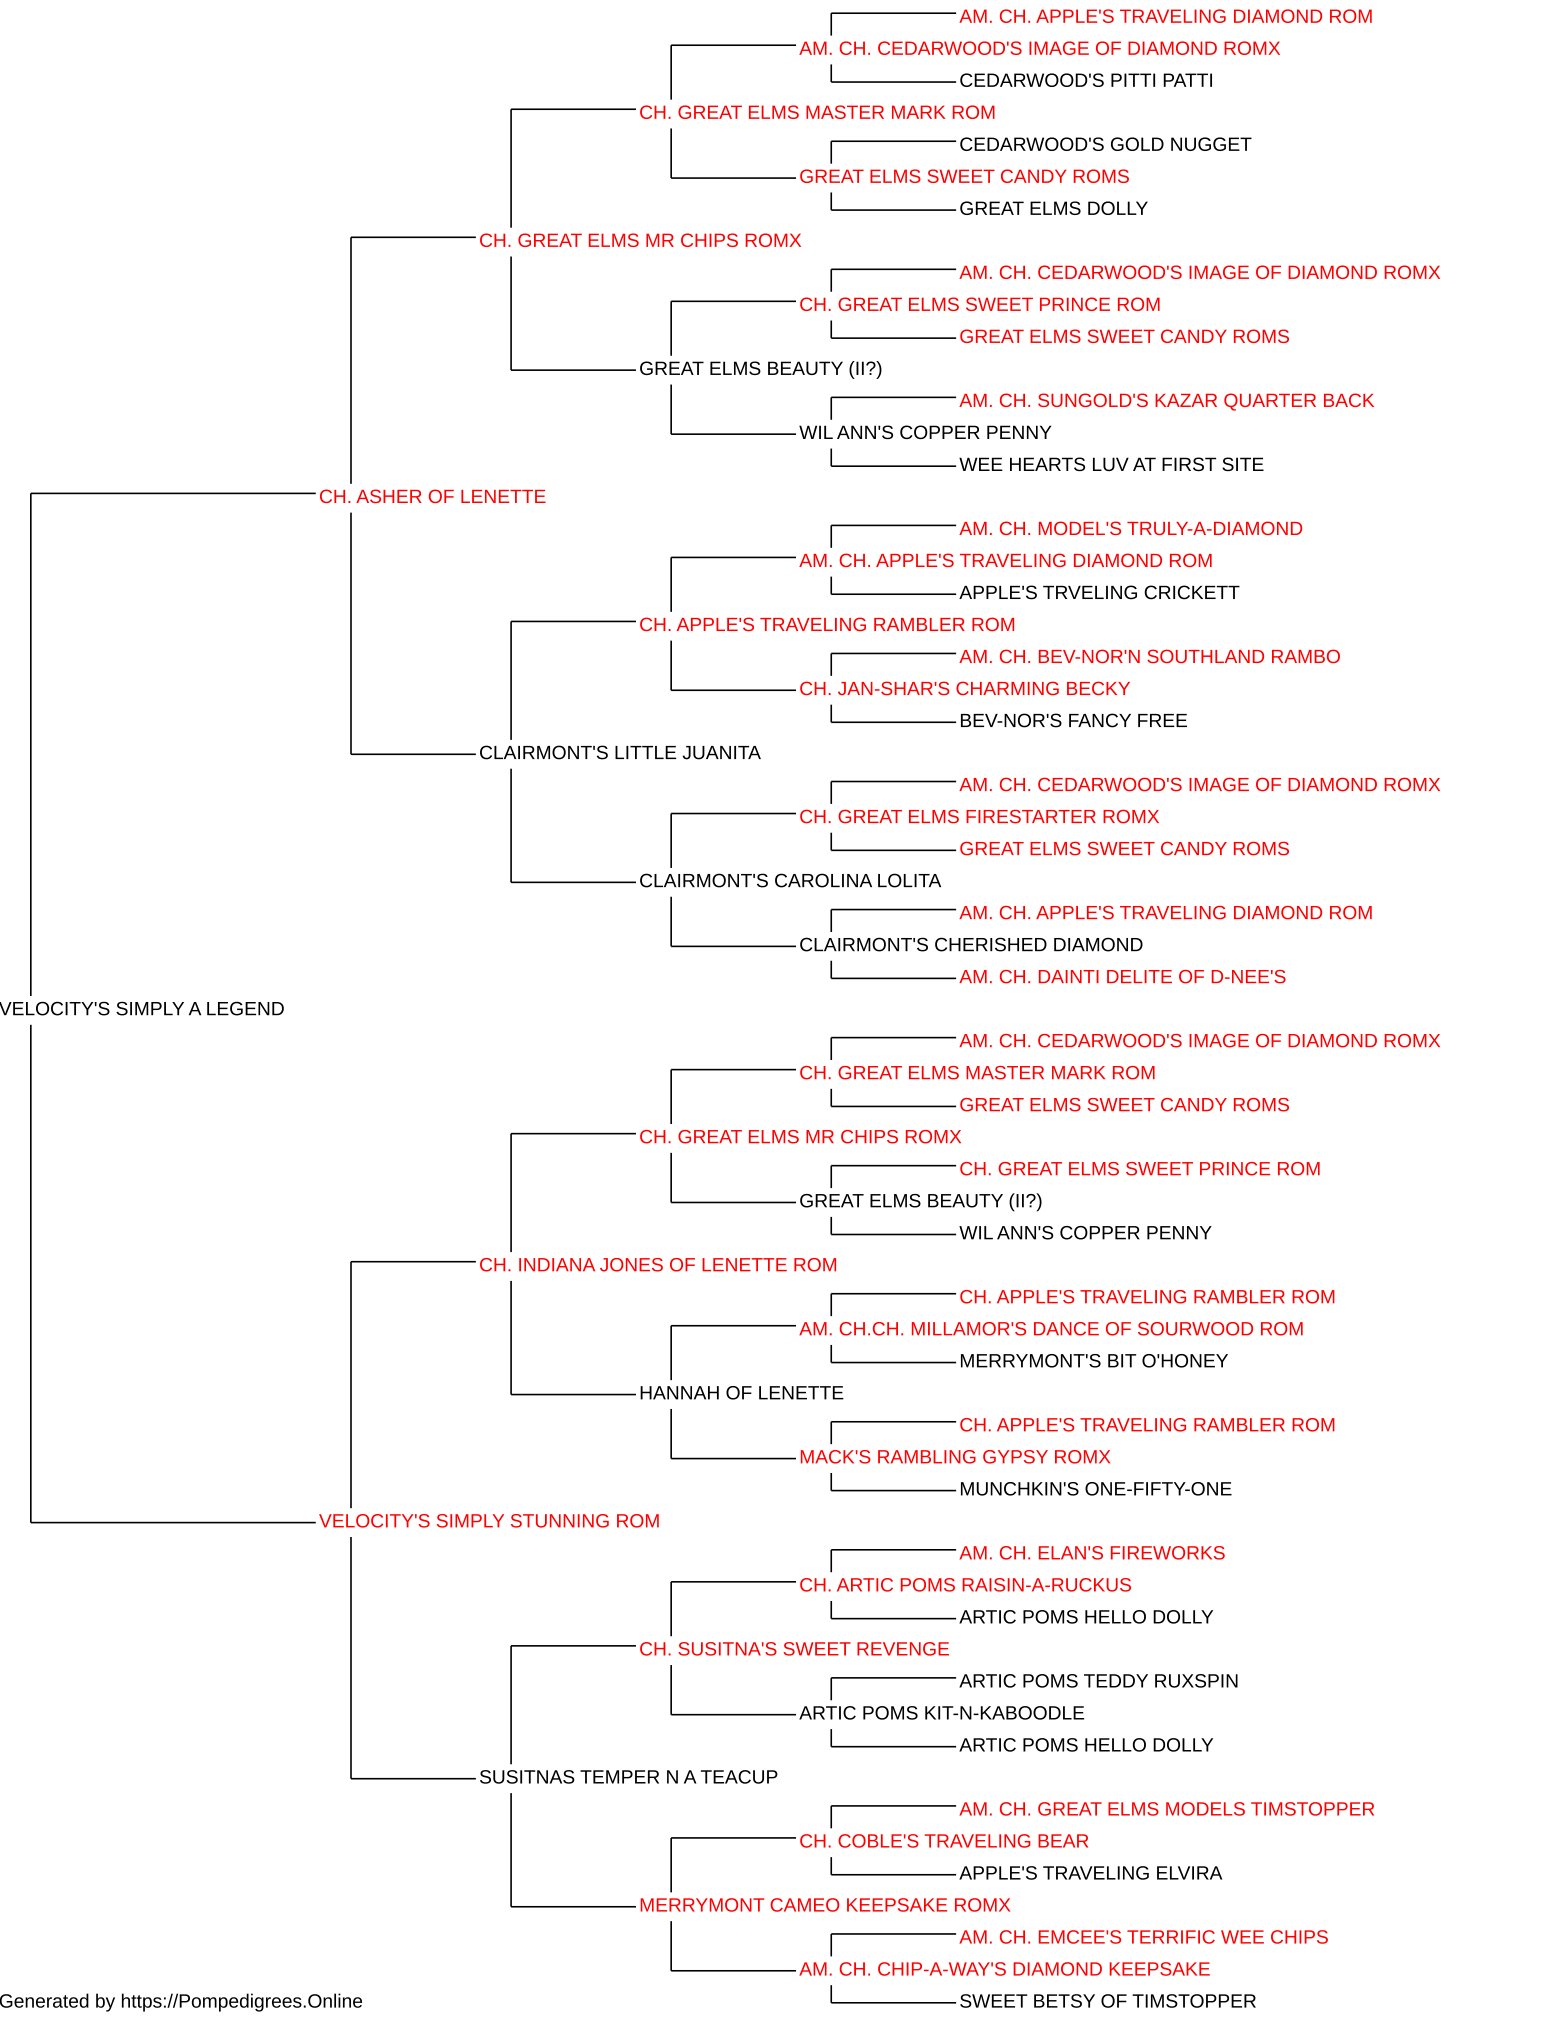 AM. CH. APPLE'S TRAVELING DIAMOND ROM
AM. CH. CEDARWOOD'S IMAGE OF DIAMOND ROMX
CEDARWOOD'S PITTI PATTI
CH. GREAT ELMS MASTER MARK ROM
CEDARWOOD'S GOLD NUGGET
GREAT ELMS SWEET CANDY ROMS
GREAT ELMS DOLLY
CH. GREAT ELMS MR CHIPS ROMX
AM. CH. CEDARWOOD'S IMAGE OF DIAMOND ROMX
CH. GREAT ELMS SWEET PRINCE ROM
GREAT ELMS SWEET CANDY ROMS
GREAT ELMS BEAUTY (II?)
AM. CH. SUNGOLD'S KAZAR QUARTER BACK
WIL ANN'S COPPER PENNY
WEE HEARTS LUV AT FIRST SITE
CH. ASHER OF LENETTE
AM. CH. MODEL'S TRULY-A-DIAMOND
AM. CH. APPLE'S TRAVELING DIAMOND ROM
APPLE'S TRVELING CRICKETT
CH. APPLE'S TRAVELING RAMBLER ROM
AM. CH. BEV-NOR'N SOUTHLAND RAMBO
CH. JAN-SHAR'S CHARMING BECKY
BEV-NOR'S FANCY FREE
CLAIRMONT'S LITTLE JUANITA
AM. CH. CEDARWOOD'S IMAGE OF DIAMOND ROMX
CH. GREAT ELMS FIRESTARTER ROMX
GREAT ELMS SWEET CANDY ROMS
CLAIRMONT'S CAROLINA LOLITA
AM. CH. APPLE'S TRAVELING DIAMOND ROM
CLAIRMONT'S CHERISHED DIAMOND
AM. CH. DAINTI DELITE OF D-NEE'S
VELOCITY'S SIMPLY A LEGEND
AM. CH. CEDARWOOD'S IMAGE OF DIAMOND ROMX
CH. GREAT ELMS MASTER MARK ROM
GREAT ELMS SWEET CANDY ROMS
CH. GREAT ELMS MR CHIPS ROMX
CH. GREAT ELMS SWEET PRINCE ROM
GREAT ELMS BEAUTY (II?)
WIL ANN'S COPPER PENNY
CH. INDIANA JONES OF LENETTE ROM
CH. APPLE'S TRAVELING RAMBLER ROM
AM. CH.CH. MILLAMOR'S DANCE OF SOURWOOD ROM
MERRYMONT'S BIT O'HONEY
HANNAH OF LENETTE
CH. APPLE'S TRAVELING RAMBLER ROM
MACK'S RAMBLING GYPSY ROMX
MUNCHKIN'S ONE-FIFTY-ONE
VELOCITY'S SIMPLY STUNNING ROM
AM. CH. ELAN'S FIREWORKS
CH. ARTIC POMS RAISIN-A-RUCKUS
ARTIC POMS HELLO DOLLY
CH. SUSITNA'S SWEET REVENGE
ARTIC POMS TEDDY RUXSPIN
ARTIC POMS KIT-N-KABOODLE
ARTIC POMS HELLO DOLLY
SUSITNAS TEMPER N A TEACUP
AM. CH. GREAT ELMS MODELS TIMSTOPPER
CH. COBLE'S TRAVELING BEAR
APPLE'S TRAVELING ELVIRA
MERRYMONT CAMEO KEEPSAKE ROMX
AM. CH. EMCEE'S TERRIFIC WEE CHIPS
AM. CH. CHIP-A-WAY'S DIAMOND KEEPSAKE
SWEET BETSY OF TIMSTOPPER
Generated by https://Pompedigrees.Online